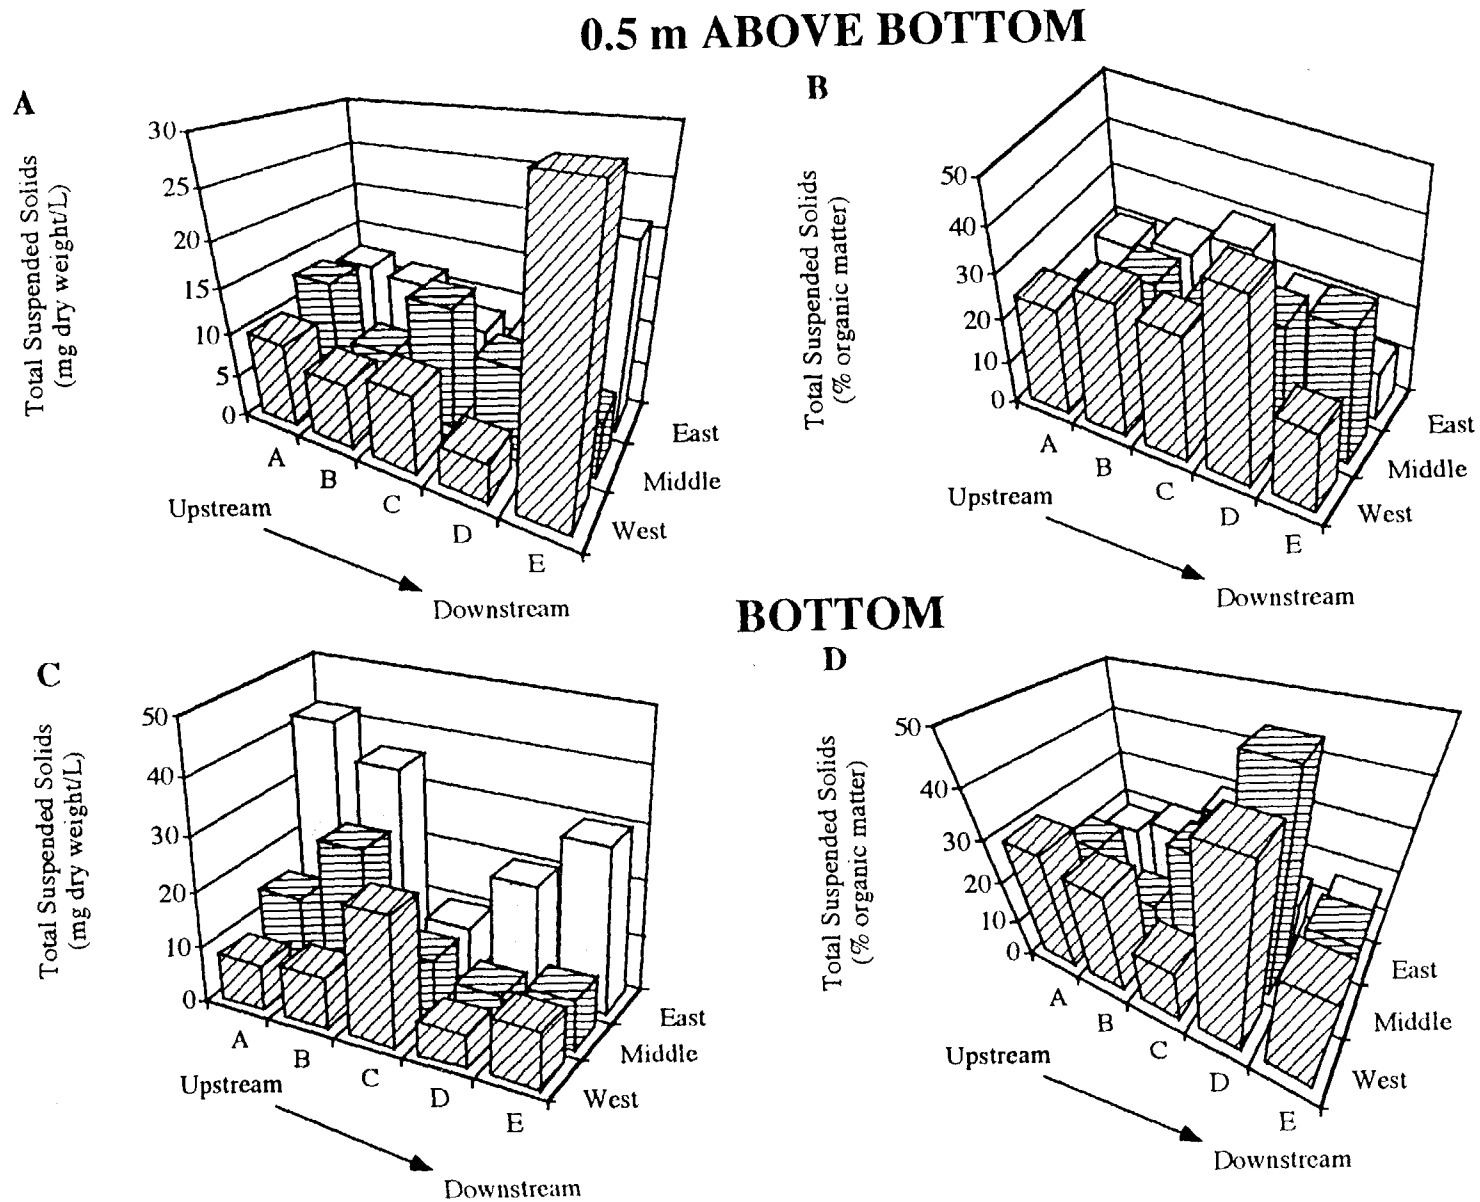 0.5 m ABOVE BOTTOM
A
Total Suspended Solids
(mg dry weight/L)
30
25
20
15
10
5
0
A
B
C
D
E
East
Middle
West
Upstream
Downstream
B
Total Suspended Solids
(% organic matter)
50
40
30
20
10
0
A
B
C
D
E
East
Middle
West
Upstream
Downstream
BOTTOM
C
Total Suspended Solids
(mg dry weight/L)
50
40
30
20
10
0
A
B
C
D
E
East
Middle
West
Upstream
Downstream
D
Total Suspended Solids
(% organic matter)
50
40
30
20
10
0
A
B
C
D
E
East
Middle
West
Upstream
Downstream